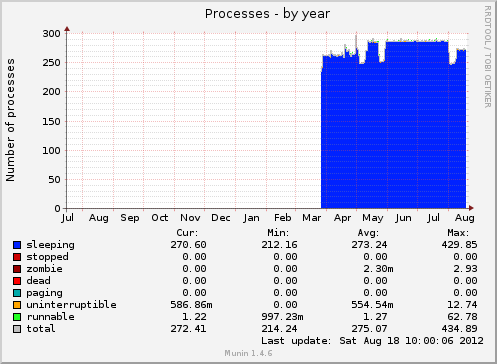 Processes - by year
RRDTOOL / TOBI OETIKER
Number of processes
300
250
200
150
100
50
0
Jul Aug Sep Oct Nov Dec Jan Feb Mar Apr May Jun Jul Aug
Cur: Min: Avg: Max:
sleeping 270.60 212.16 273.24 429.85
stopped 0.00 0.00 0.00 0.00
zombie 0.00 0.00 2.30m 2.93
dead 0.00 0.00 0.00 0.00
paging 0.00 0.00 0.00 0.00
uninterruptible 586.86m 0.00 554.54m 12.74
runnable 1.22 997.23m 1.27 62.78
total 272.41 214.24 275.07 434.89
Last update: Sat Aug 18 10:00:06 2012
Munin 1.4.6